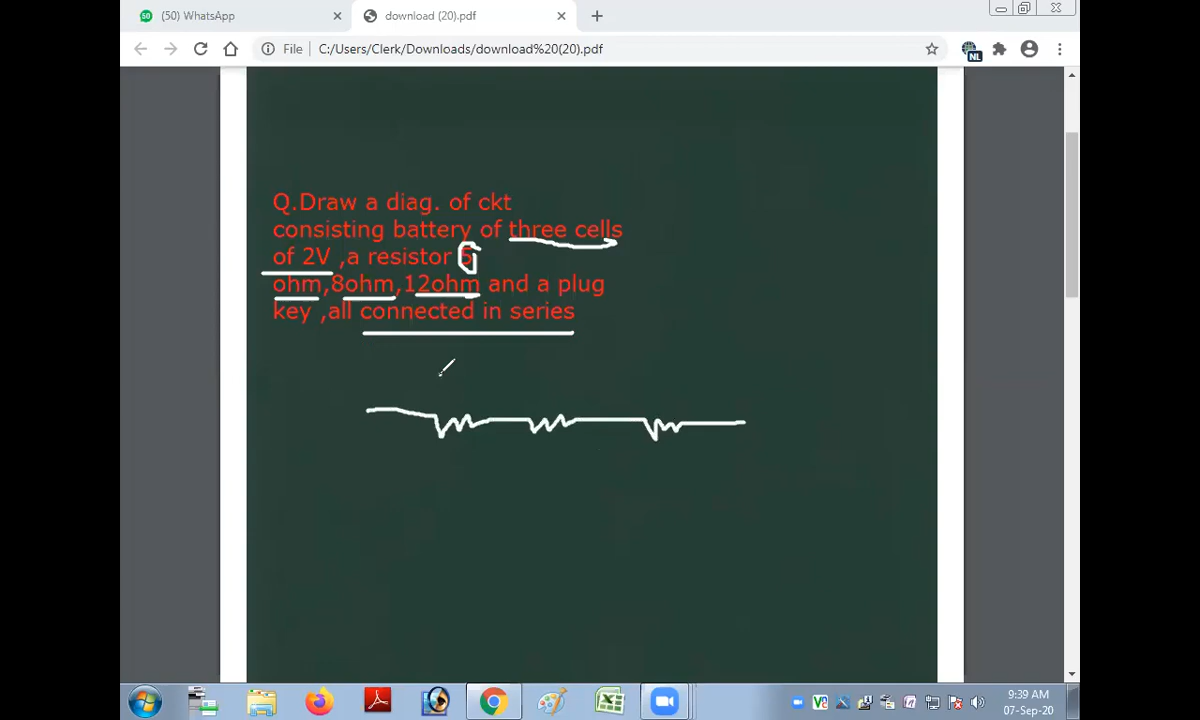 (50) WhatsApp
download (20).pdf
File
C:/Users/Clerk/Downloads/download%20(20).pdf
NL
Q.Draw a diag. of ckt
consisting battery of three cells
of 2V ,a resistor 5
ohm,8ohm,12ohm and a plug
key ,all connected in series
9:39 AM
07-Sep-20